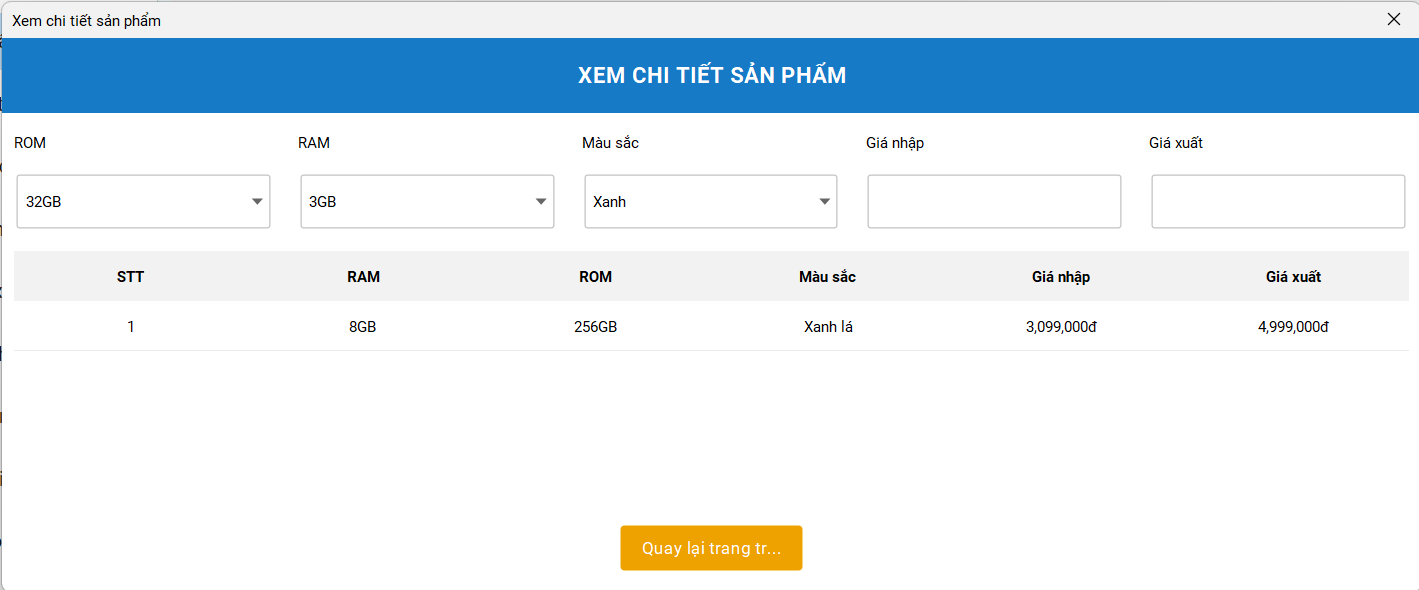 Xem chi tiết sản phẩm
XEM CHI TIẾT SẢN PHẨM
ROM RAM Màu sắc Giá nhập Giá xuất
32GB 3GB Xanh
STT RAM ROM Màu sắc Giá nhập Giá xuất
1 8GB 256GB Xanh lá 3,099,000đ 4,999,000đ
Quay lại trang tr...